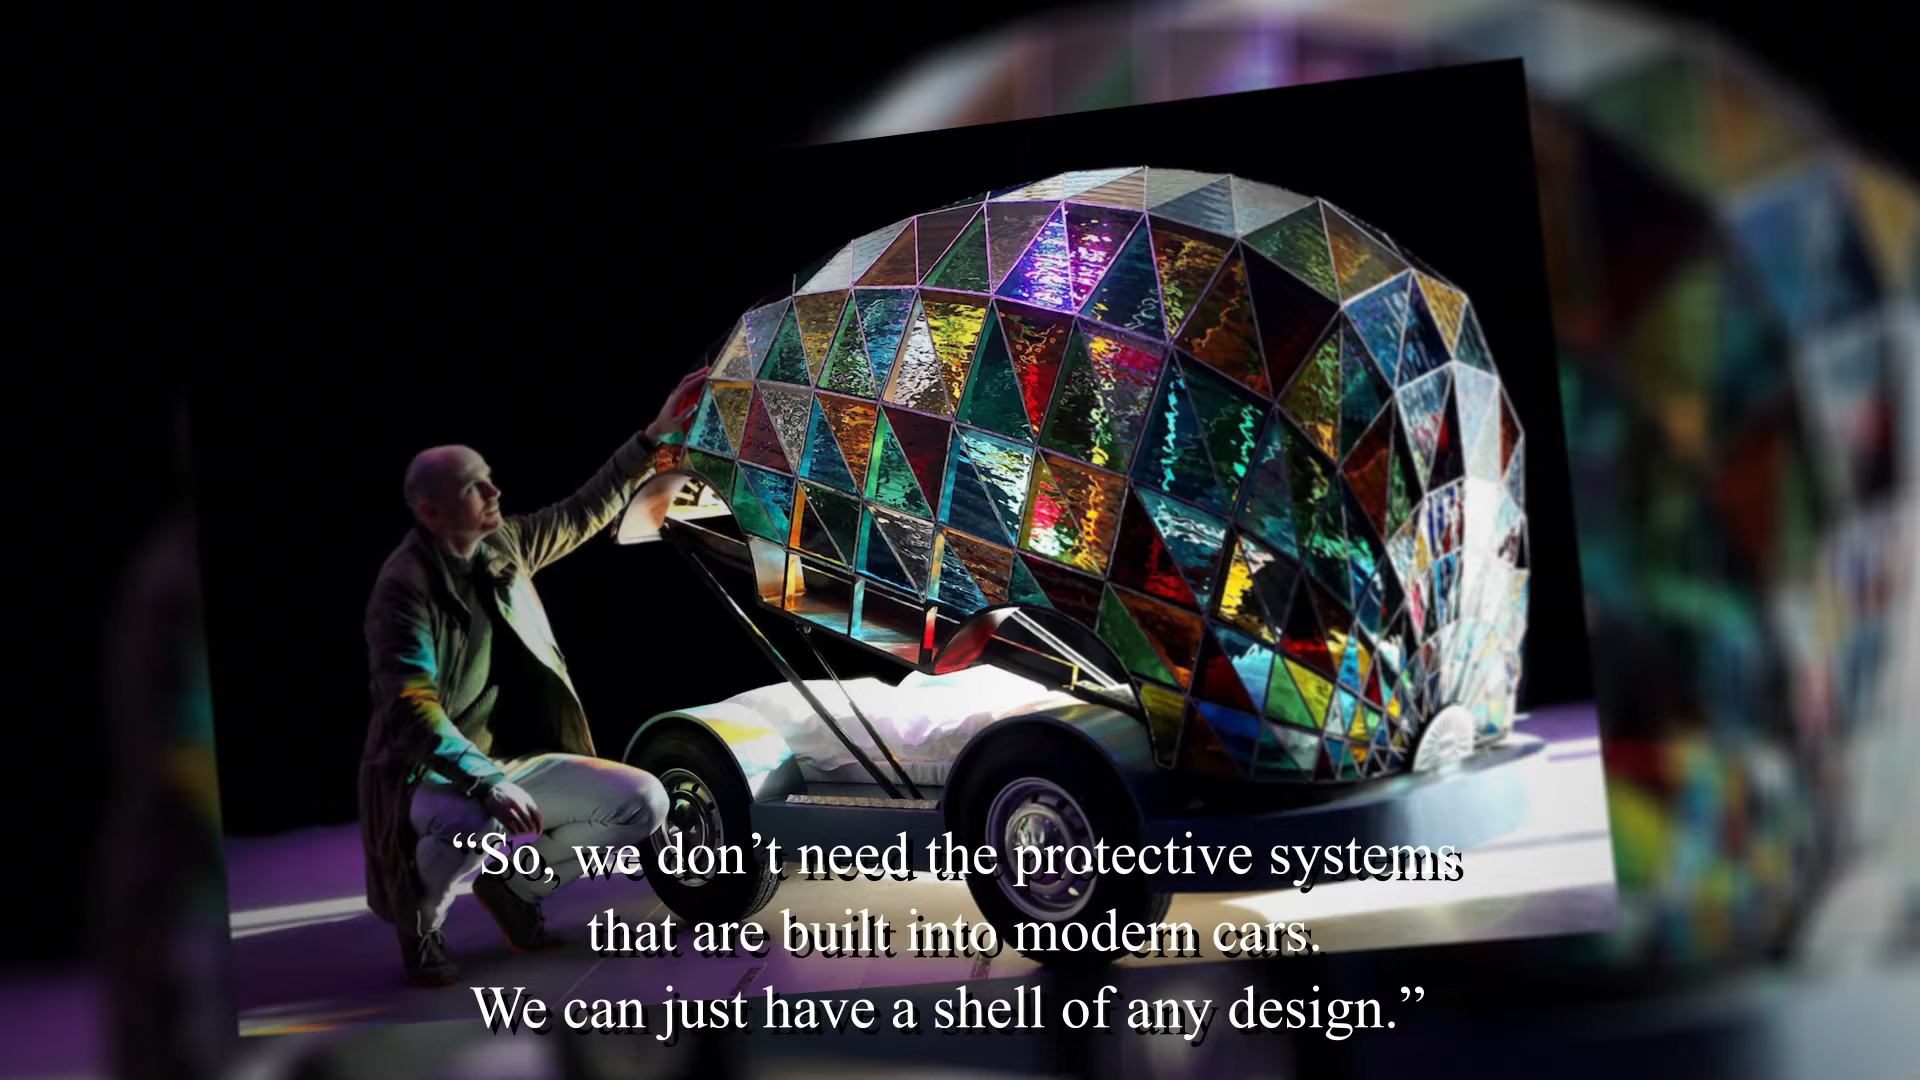 “So, we don’t need the protective systems
that are built into modern cars.
We can just have a shell of any design.”